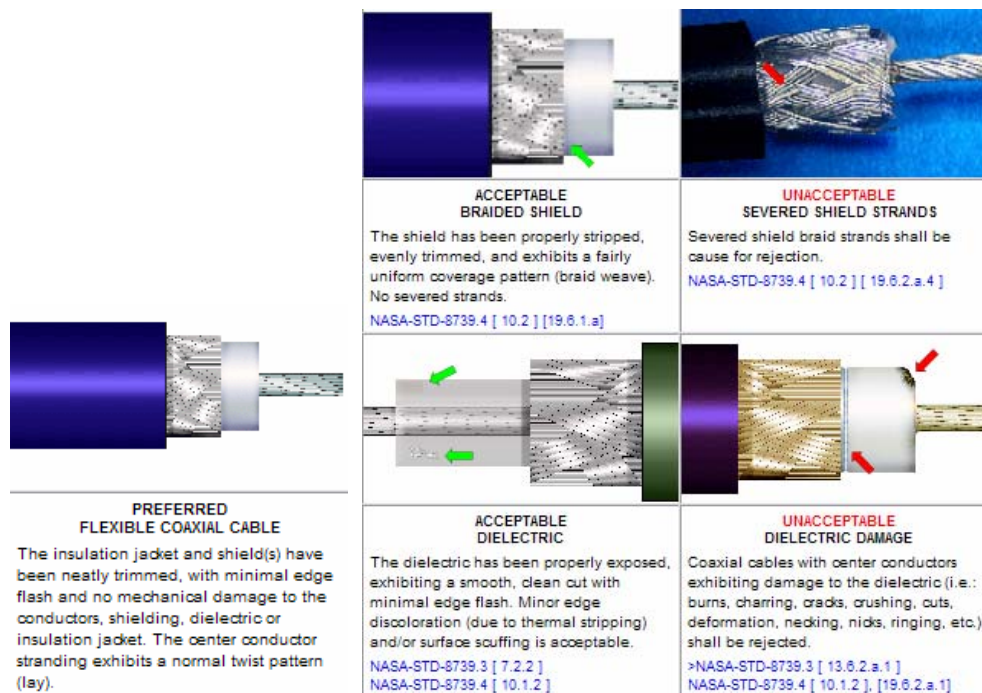 ACCEPTABLE
BRAIDED SHIELD
The shield has been properly stripped,
evenly trimmed, and exhibits a fairly
uniform coverage pattern (braid weave).
No severed strands.
NASA-STD-8739.4 [ 10.2 ] [19.6.1.a]
UNACCEPTABLE
SEVERED SHIELD STRANDS
Severed shield braid strands shall be
cause for rejection.
NASA-STD-8739.4 [ 10.2 ] [ 19.6.2.a.4 ]
PREFERRED
FLEXIBLE COAXIAL CABLE
The insulation jacket and shield(s) have
been neatly trimmed, with minimal edge
flash and no mechanical damage to the
conductors, shielding, dielectric or
insulation jacket. The center conductor
stranding exhibits a normal twist pattern
(lay).
ACCEPTABLE
DIELECTRIC
The dielectric has been properly exposed,
exhibiting a smooth, clean cut with
minimal edge flash. Minor edge
discoloration (due to thermal stripping)
and/or surface scuffing is acceptable.
NASA-STD-8739.3 [ 7.2.2 ]
NASA-STD-8739.4 [ 10.1.2 ]
UNACCEPTABLE
DIELECTRIC DAMAGE
Coaxial cables with center conductors
exhibiting damage to the dielectric (i.e.:
burns, charring, cracks, crushing, cuts,
deformation, necking, nicks, ringing, etc.)
shall be rejected.
>NASA-STD-8739.3 [ 13.6.2.a.1 ]
NASA-STD-8739.4 [ 10.1.2 ], [19.6.2.a.1]